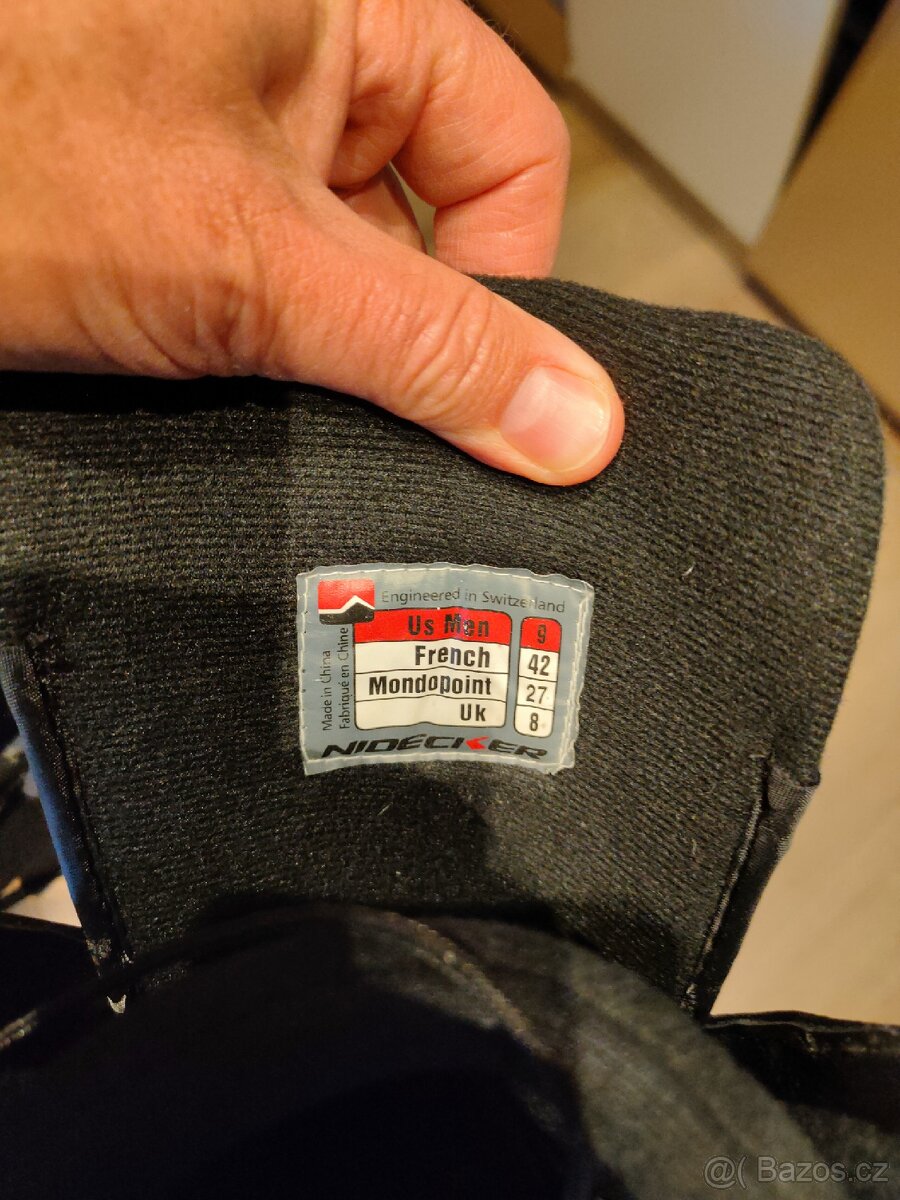 Engineered in Switzerland
Made in China
Fabriqué en Chine
Us Men 9
French 42
Mondopoint 27
Uk 8
NIDECKER
@( Bazos.cz